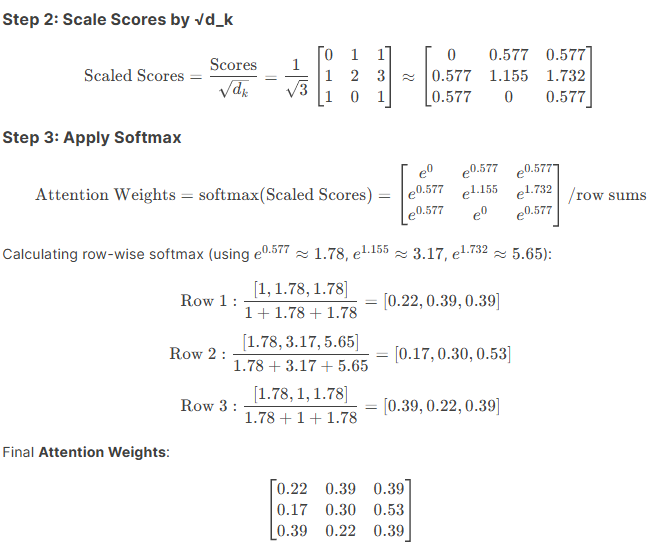 Step 2: Scale Scores by √d_k
Scaled Scores = Scores/√dₖ = 1/√3 [0 1 1; 1 2 3; 1 0 1] ≈ [0 0.577 0.577; 0.577 1.155 1.732; 0.577 0 0.577]
Step 3: Apply Softmax
Attention Weights = softmax(Scaled Scores) = [e^0 e^0.577 e^0.577; e^0.577 e^1.155 e^1.732; e^0.577 e^0 e^0.577] /row sums
Calculating row-wise softmax (using e^0.577 ≈ 1.78, e^1.155 ≈ 3.17, e^1.732 ≈ 5.65):
Row 1 : [1, 1.78, 1.78] / 1 + 1.78 + 1.78 = [0.22, 0.39, 0.39]
Row 2 : [1.78, 3.17, 5.65] / 1.78 + 3.17 + 5.65 = [0.17, 0.30, 0.53]
Row 3 : [1.78, 1, 1.78] / 1.78 + 1 + 1.78 = [0.39, 0.22, 0.39]
Final Attention Weights:
[0.22 0.39 0.39
0.17 0.30 0.53
0.39 0.22 0.39]